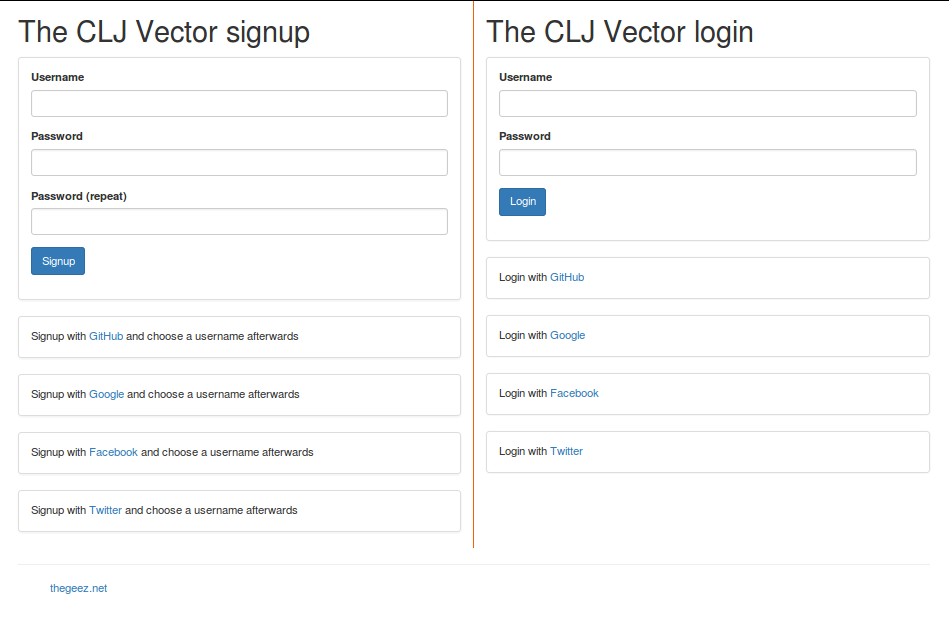 The CLJ Vector signup
Username
Password
Password (repeat)
Signup
Signup with GitHub and choose a username afterwards
Signup with Google and choose a username afterwards
Signup with Facebook and choose a username afterwards
Signup with Twitter and choose a username afterwards
The CLJ Vector login
Username
Password
Login
Login with GitHub
Login with Google
Login with Facebook
Login with Twitter
thegeez.net